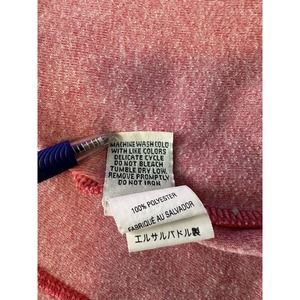 MACHINE WASH COLD
WITH LIKE COLORS
DELICATE CYCLE
DO NOT BLEACH
TUMBLE DRY LOW.
REMOVE PROMPTLY
DO NOT IRON
100% POLYESTER
FABRIQUÉ AU SALVADOR
エルサルバドル製